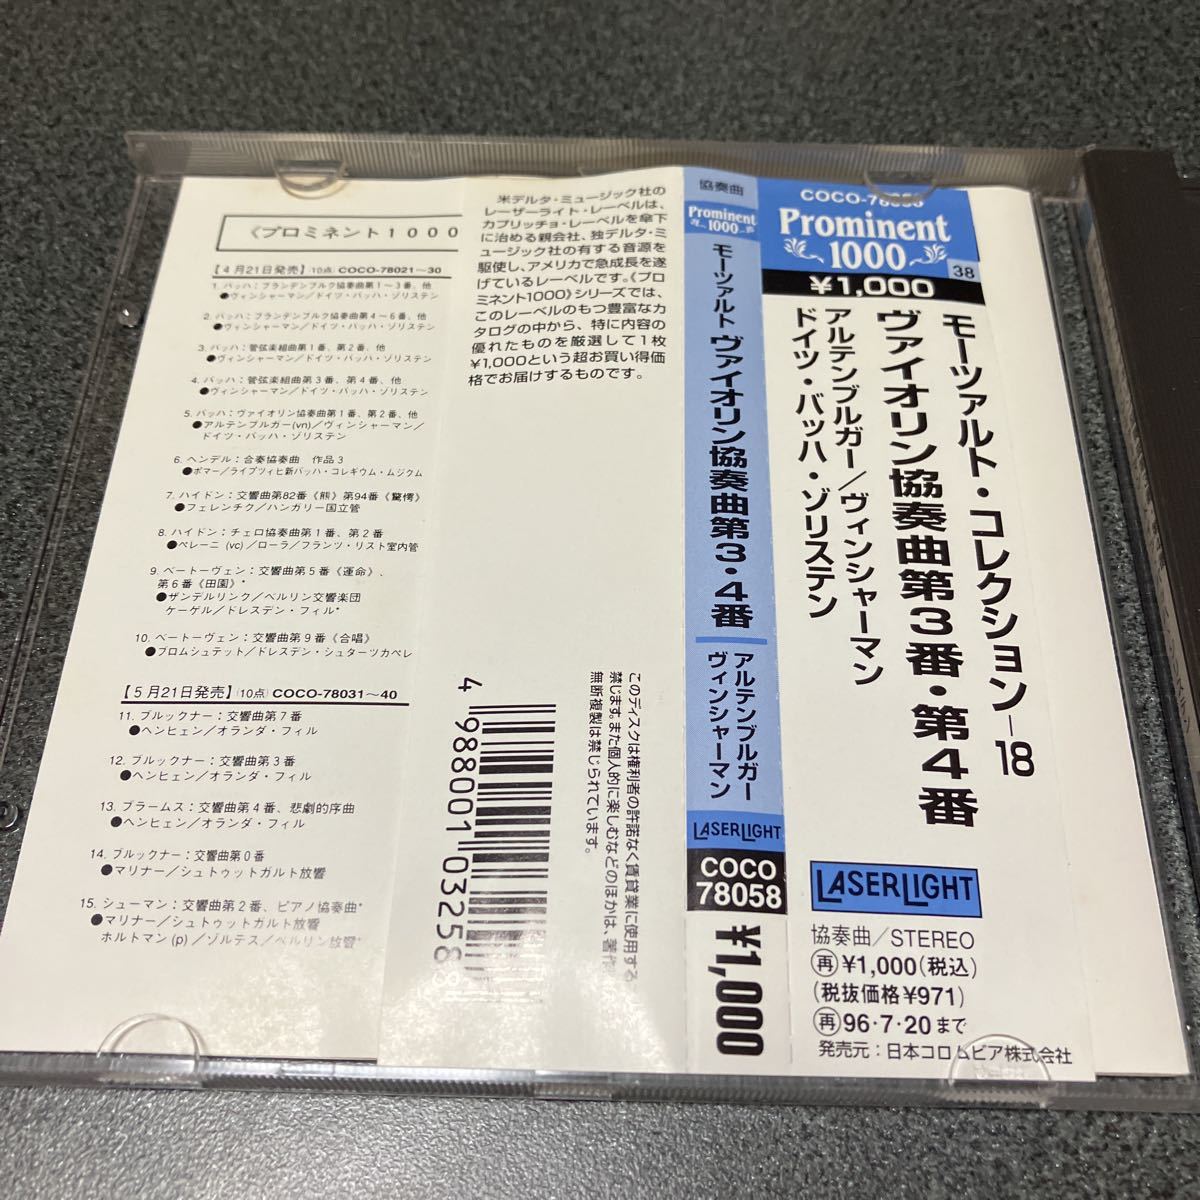 《プロミネント1000
【4月21日発売】(10点) COCO-78021～30
1. バッハ：ブランデンブルク協奏曲第1～3番、他
●ヴィンシャーマン／ドイツ・バッハ・ゾリステン
2. バッハ：ブランデンブルク協奏曲第4～6番、他
●ヴィンシャーマン／ドイツ・バッハ・ゾリステン
3. バッハ：管弦楽組曲第1番、第2番、他
●ヴィンシャーマン／ドイツ・バッハ・ゾリステン
4. バッハ：管弦楽組曲第3番、第4番、他
●ヴィンシャーマン／ドイツ・バッハ・ゾリステン
5. バッハ：ヴァイオリン協奏曲第1番、第2番、他
●アルテンブルガー(vn)／ヴィンシャーマン／
ドイツ・バッハ・ゾリステン
6. ヘンデル：合奏協奏曲 作品3
●ポマー／ライプツィヒ新バッハ・コレギウム・ムジクム
7. ハイドン：交響曲第82番《熊》第94番《驚愕》
●フェレンチク／ハンガリー国立管
8. ハイドン：チェロ協奏曲第1番、第2番
●ペレーニ (vc)／ローラ／フランツ・リスト室内管
9. ベートーヴェン：交響曲第5番《運命》、
第6番《田園》*
●ザンデルリンク／ベルリン交響楽団
ケーゲル／ドレスデン・フィル*
10. ベートーヴェン：交響曲第9番《合唱》
●ブロムシュテット／ドレスデン・シュターツカペレ
【5月21日発売】(10点) COCO-78031～40
11. ブルックナー：交響曲第7番
●ヘンヒェン／オランダ・フィル
12. ブルックナー：交響曲第3番
●ヘンヒェン／オランダ・フィル
13. ブラームス：交響曲第4番、悲劇的序曲
●ヘンヒェン／オランダ・フィル
14. ブルックナー：交響曲第0番
●マリナー／シュトゥットガルト放響
15. シューマン：交響曲第2番、ピアノ協奏曲*
●マリナー／シュトゥットガルト放響
ホルトマン(p)／ゾルテス／ベルリン放響*
米デルタ・ミュージック社の
レーザーライト・レーベルは、
カプリッチョ・レーベルを傘下
に治める親会社、独デルタ・ミ
ュージック社の有する音源を
駆使し、アメリカで急成長を遂
げているレーベルです。《プロ
ミネント1000》シリーズでは、
このレーベルのもつ豊富なカ
タログの中から、特に内容の
優れたものを厳選して1枚
¥1,000という超お買い得価
格でお届けするものです。
このディスクは権利者の許諾なく賃貸業に使用する
禁じます。また個人的に楽しむなどのほかは、著作
無断複製は禁じられています。
4 988001 03258
協奏曲
Prominent
1000
モーツァルト ヴァイオリン協奏曲第3・4番
アルテンブルガー
ヴィンシャーマン
LASERLIGHT
COCO
78058
¥1,000
Prominent
1000
38
¥1,000
モーツァルト・コレクション―18
ヴァイオリン協奏曲第3番・第4番
アルテンブルガー／ヴィンシャーマン
ドイツ・バッハ・ゾリステン
LASERLIGHT
協奏曲／STEREO
再¥1,000(税込)
(税抜価格¥971)
再96・7・20まで
発売元：日本コロムビア株式会社